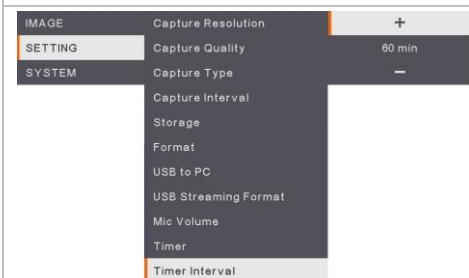 IMAGE
SETTING
SYSTEM
Capture Resolution
Capture Quality
Capture Type
Capture Interval
Storage
Format
USB to PC
USB Streaming Format
Mic Volume
Timer
Timer Interval
+
60 min
−